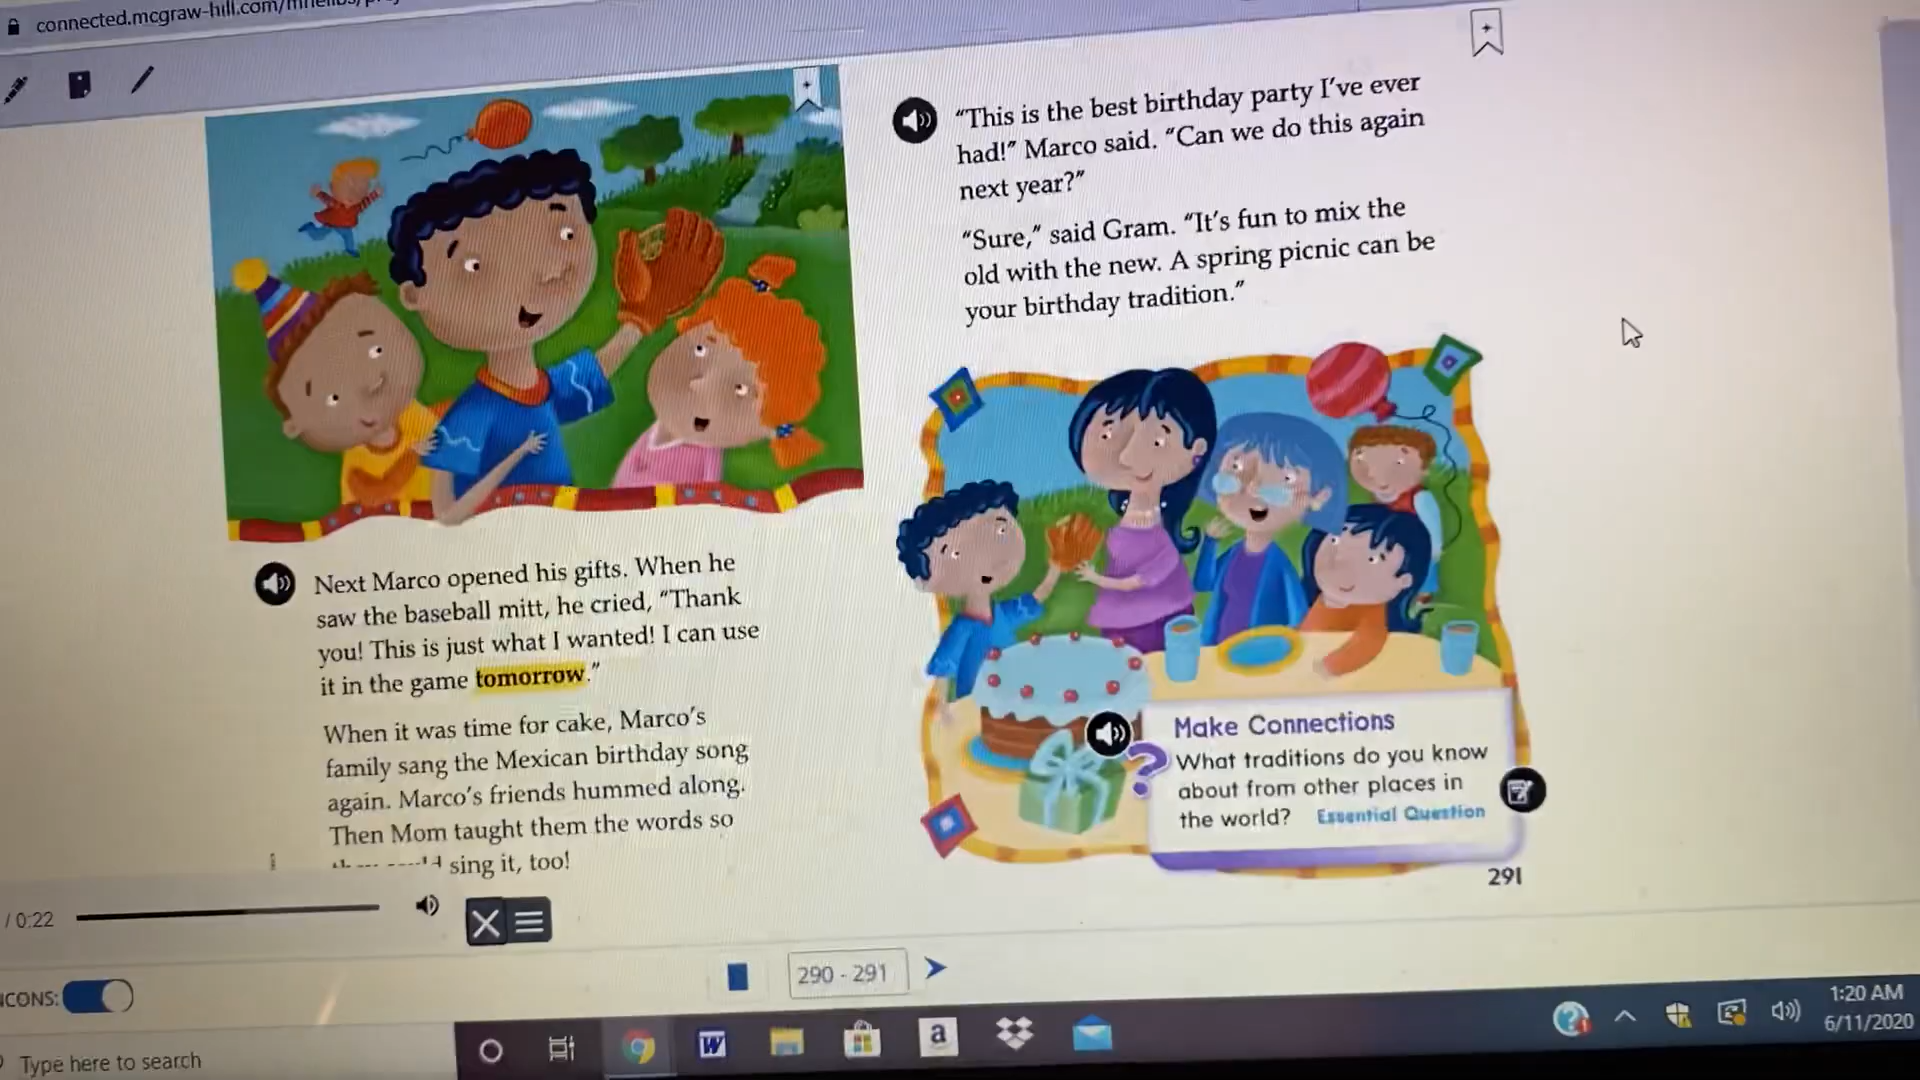 connected.mcgraw-hill.com/
Next Marco opened his gifts. When he
saw the baseball mitt, he cried, “Thank
you! This is just what I wanted! I can use
it in the game tomorrow.”
When it was time for cake, Marco’s
family sang the Mexican birthday song
again. Marco’s friends hummed along.
Then Mom taught them the words so
sing it, too!
“This is the best birthday party I’ve ever
had!” Marco said. “Can we do this again
next year?”
“Sure,” said Gram. “It’s fun to mix the
old with the new. A spring picnic can be
your birthday tradition.”
Make Connections
What traditions do you know
about from other places in
the world? Essential Question
291
/ 0:22
290 - 291
ICONS:
Type here to search
1:20 AM
6/11/2020